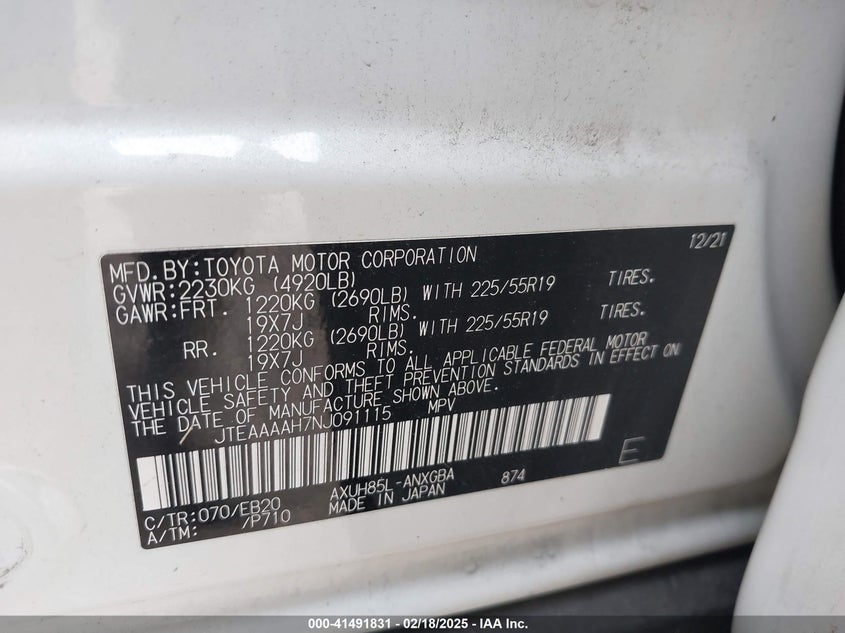 12/21
MFD.BY:TOYOTA MOTOR CORPORATION
GVWR:2230KG (4920LB)
GAWR:FRT. 1220KG (2690LB) WITH 225/55R19 TIRES.
19X7J RIMS.
RR. 1220KG (2690LB) WITH 225/55R19 TIRES.
19X7J RIMS.
THIS VEHICLE CONFORMS TO ALL APPLICABLE FEDERAL MOTOR
VEHICLE SAFETY AND THEFT PREVENTION STANDARDS IN EFFECT ON
THE DATE OF MANUFACTURE SHOWN ABOVE.
JTEAAAAH7NJ091115 MPV
E
C/TR:070/EB20 AXUH85L-ANXGBA 874
A/TM: /P710 MADE IN JAPAN
000-41491831 - 02/18/2025 - IAA Inc.